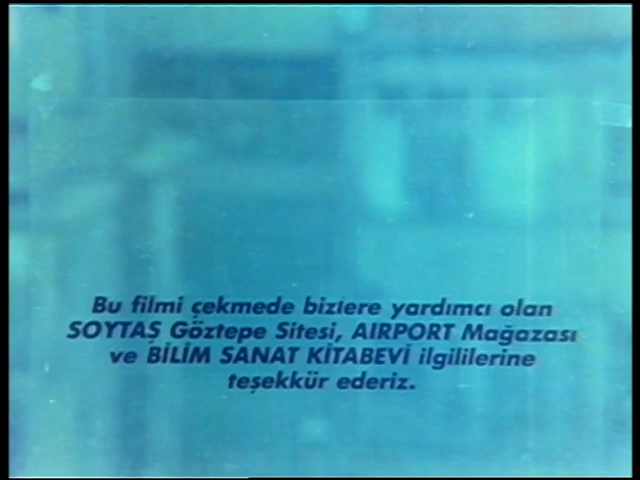 Bu filmi çekmede bizlere yardımcı olan
SOYTAŞ Göztepe Sitesi, AIRPORT Mağazası
ve BİLİM SANAT KİTABEVİ ilgililerine
teşekkür ederiz.